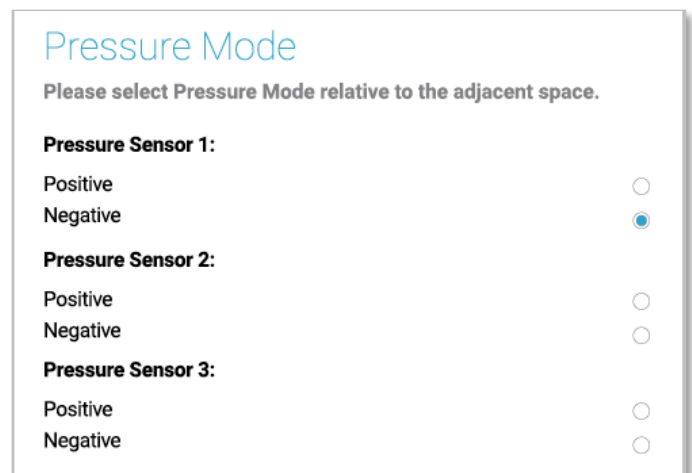 Pressure Mode
Please select Pressure Mode relative to the adjacent space.
Pressure Sensor 1:
Positive
Negative
Pressure Sensor 2:
Positive
Negative
Pressure Sensor 3:
Positive
Negative